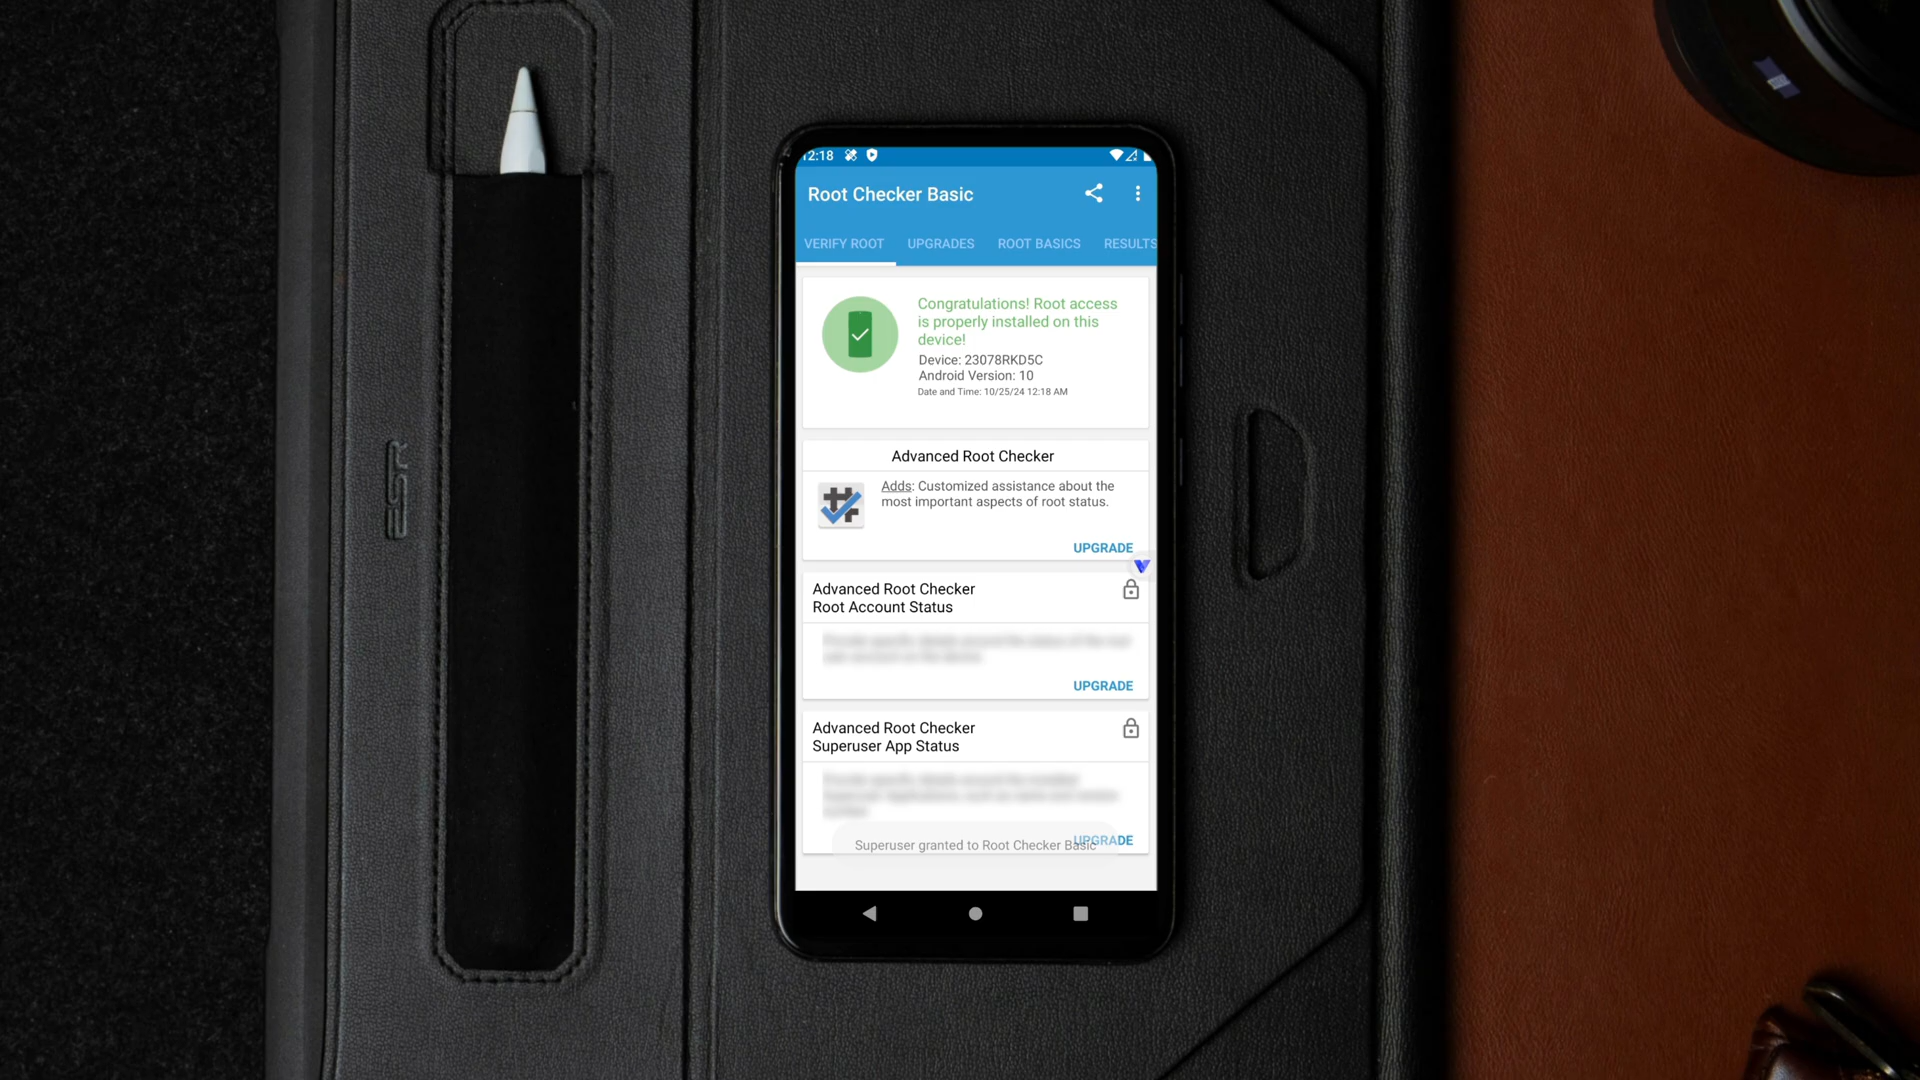 12:18
Root Checker Basic
VERIFY ROOT UPGRADES ROOT BASICS RESULTS
Congratulations! Root access
is properly installed on this
device!
Device: 23078RKD5C
Android Version: 10
Date and Time: 10/25/24 12:18 AM
Advanced Root Checker
Adds: Customized assistance about the
most important aspects of root status.
UPGRADE
Advanced Root Checker
Root Account Status
UPGRADE
Advanced Root Checker
Superuser App Status
UPGRADE
Superuser granted to Root Checker Basic
ESR